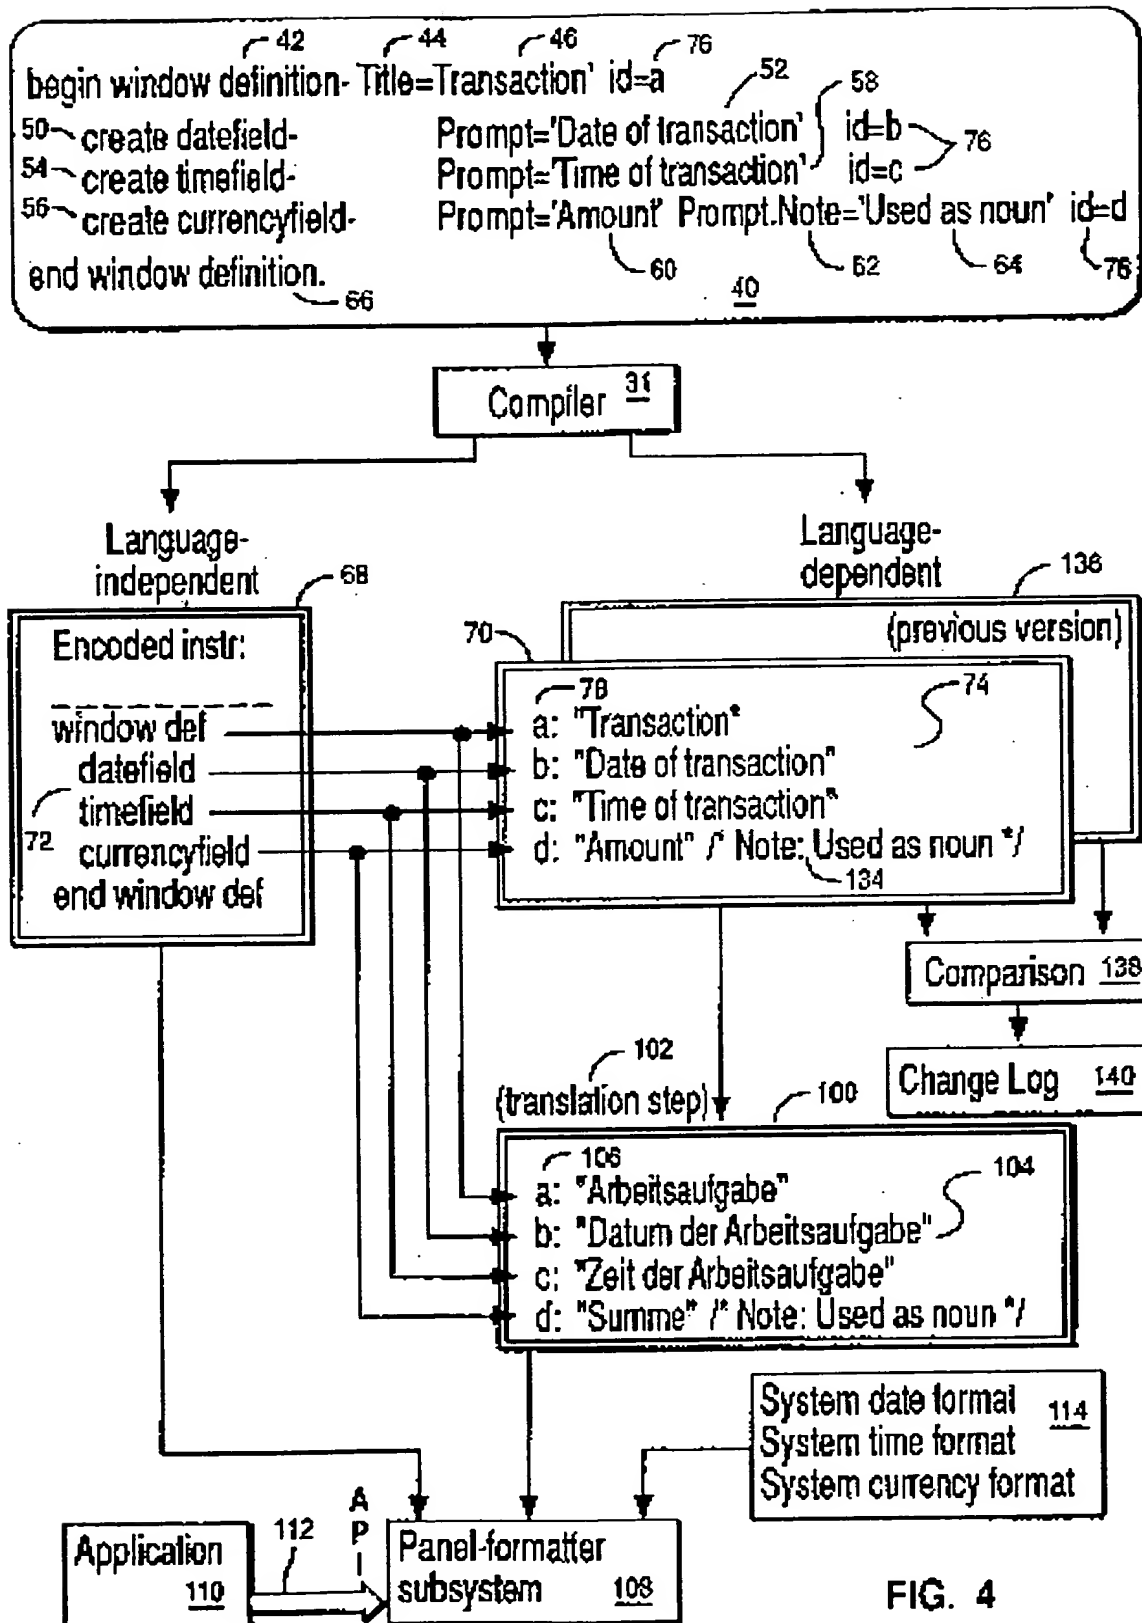 42 44 46 76
begin window definition- Title=Transaction' id=a
52 58
50 create datefield- Prompt='Date of transaction' id=b
76
54 create timefield- Prompt='Time of transaction' id=c
56 create currencyfield- Prompt='Amount' Prompt.Note='Used as noun' id=d
60 62 64 76
end window definition.
66
40
Compiler 31
Language-
independent
68
Language-
dependent
136
(previous version)
70
Encoded instr:
window def
datefield
72
timefield
currencyfield
end window def
78
74
a: "Transaction"
b: "Date of transaction"
c: "Time of transaction"
d: "Amount" /* Note: Used as noun */
134
Comparison 138
Change Log 140
102
(translation step)
100
106
104
a: "Arbeitsaufgabe"
b: "Datum der Arbeitsaufgabe"
c: "Zeit der Arbeitsaufgabe"
d: "Summe" /* Note: Used as noun */
System date format
114
System time format
System currency format
Application
110
112
API
Panel-formatter
subsystem 108
FIG. 4